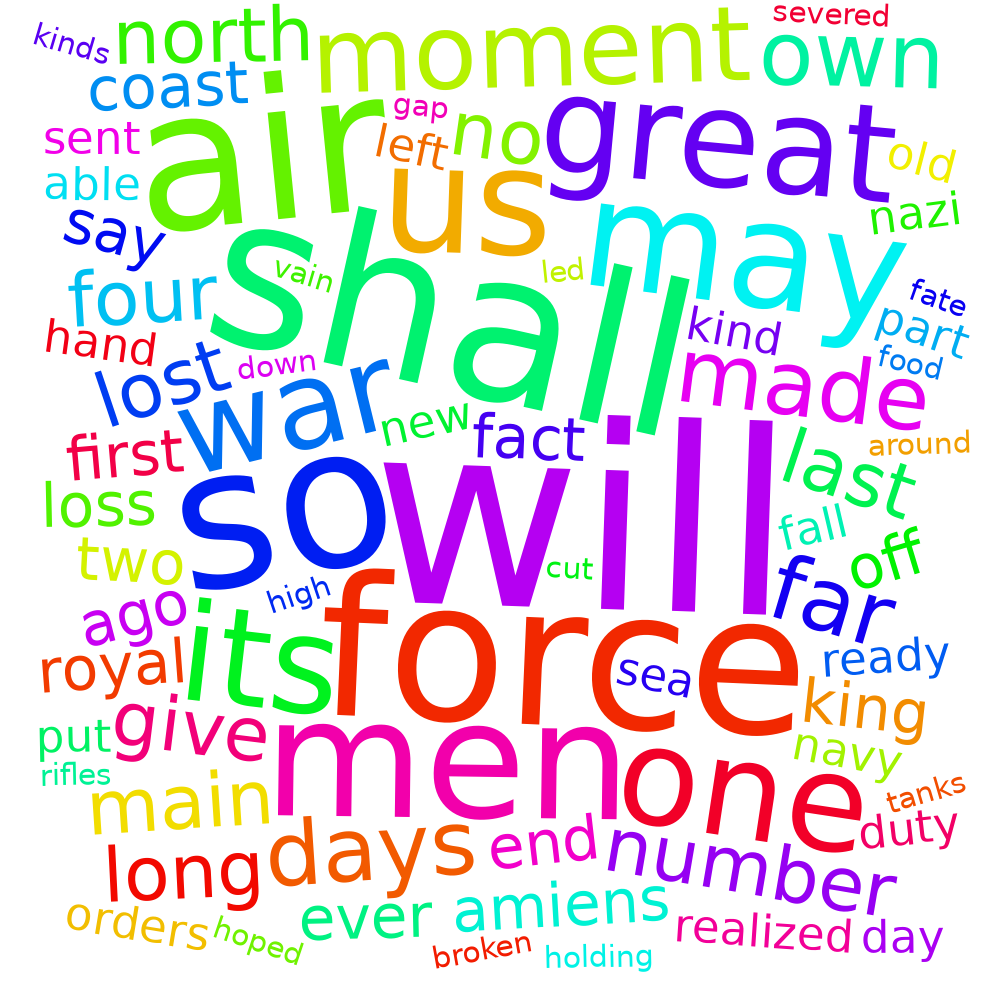 severed
kinds
north
moment
own
coast
air
gap
great
sent
left
no
old
able
us
nazi
say
may
shall
vain
led
four
fate
part
kind
hand
food
lost
down
made
war
new
fact
first
around
last
so
will
loss
fall
two
off
cut
high
far
ago
force
its
royal
sea
ready
give
king
put
men
navy
rifles
one
main
tanks
days
end
duty
long
number
ever
amiens
orders
realized
day
hoped
broken
holding